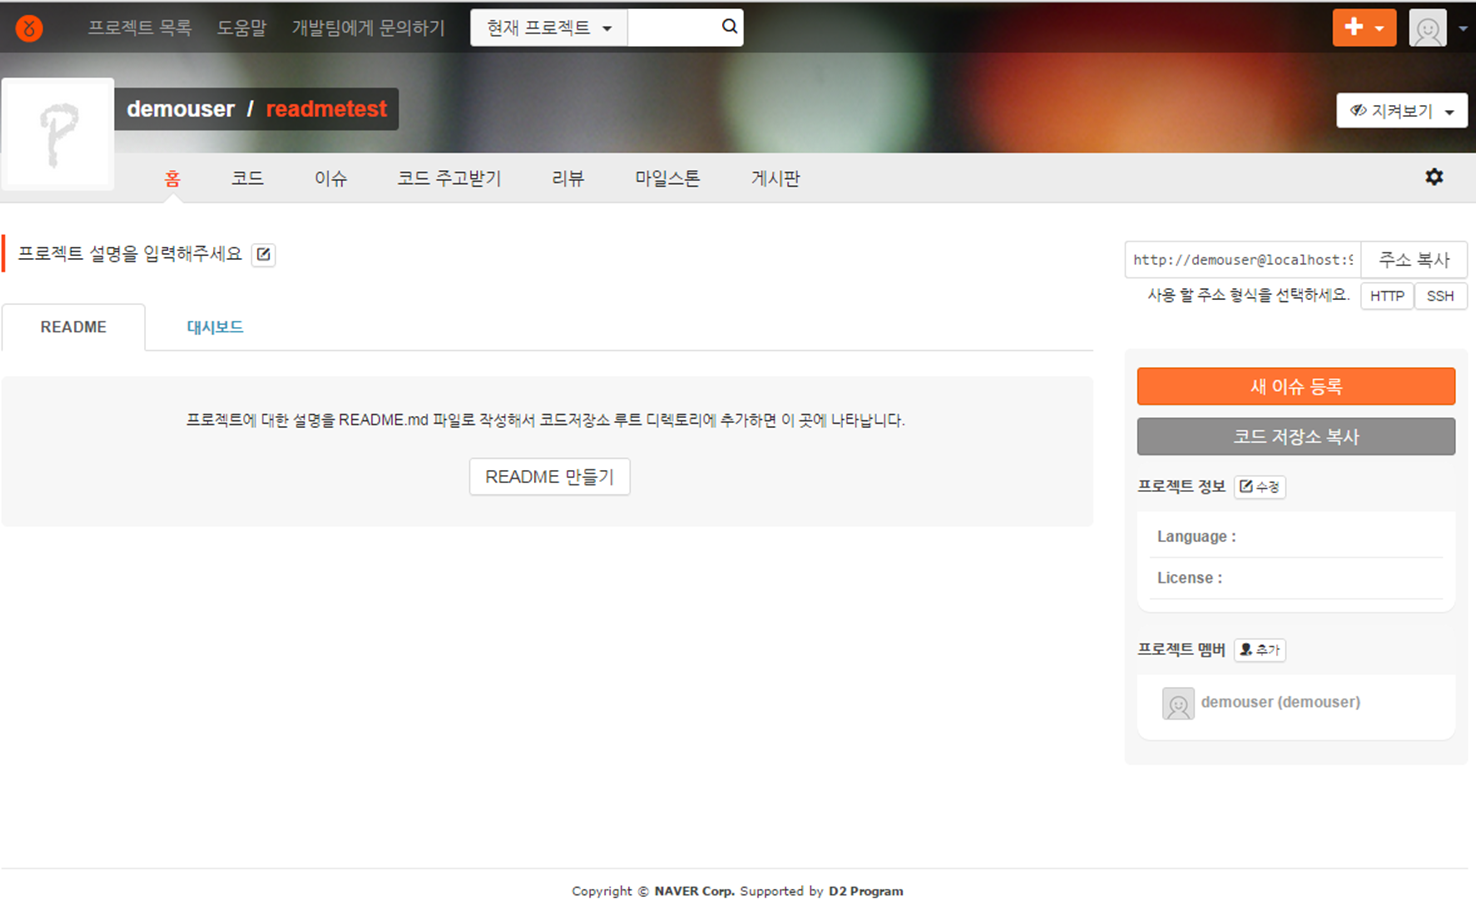 프로젝트 목록 도움말 개발팀에게 문의하기 현재 프로젝트
demouser / readmetest
지켜보기
홈 코드 이슈 코드 주고받기 리뷰 마일스톤 게시판
프로젝트 설명을 입력해주세요
http://demouser@localhost:9 주소 복사
사용 할 주소 형식을 선택하세요. HTTP SSH
README 대시보드
프로젝트에 대한 설명을 README.md 파일로 작성해서 코드저장소 루트 디렉토리에 추가하면 이 곳에 나타납니다.
README 만들기
새 이슈 등록
코드 저장소 복사
프로젝트 정보 수정
Language :
License :
프로젝트 멤버 추가
demouser (demouser)
Copyright © NAVER Corp. Supported by D2 Program